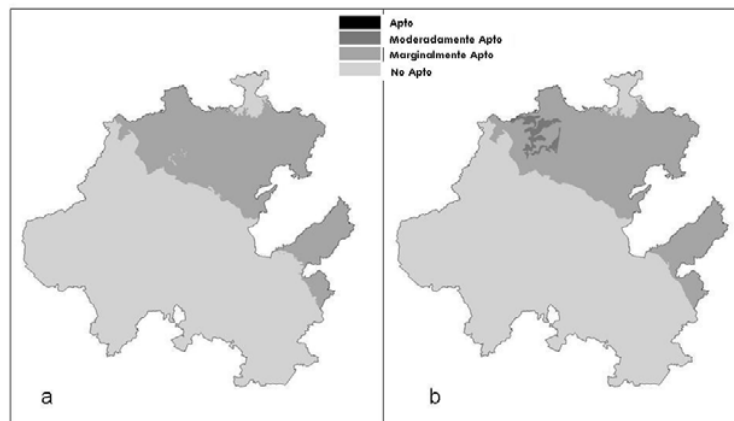 Apto
Moderadamente Apto
Marginalmente Apto
No Apto
a
b